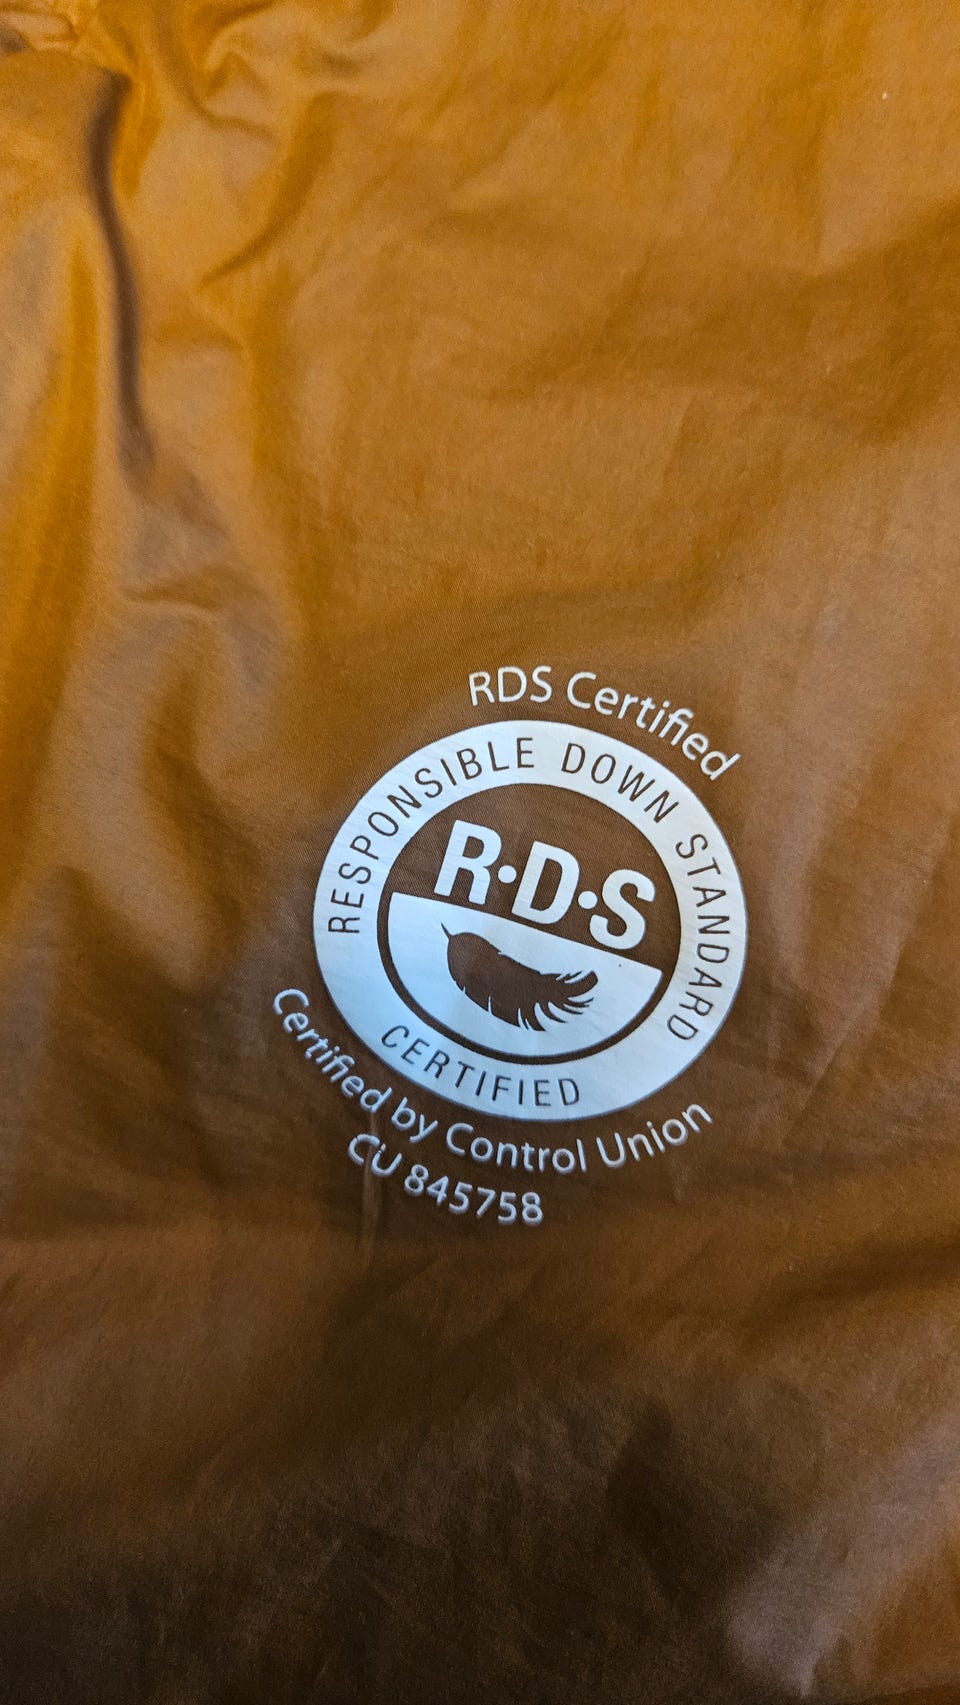 RDS Certified
RESPONSIBLE DOWN STANDARD
R·D·S
CERTIFIED
Certified by Control Union
CU 845758